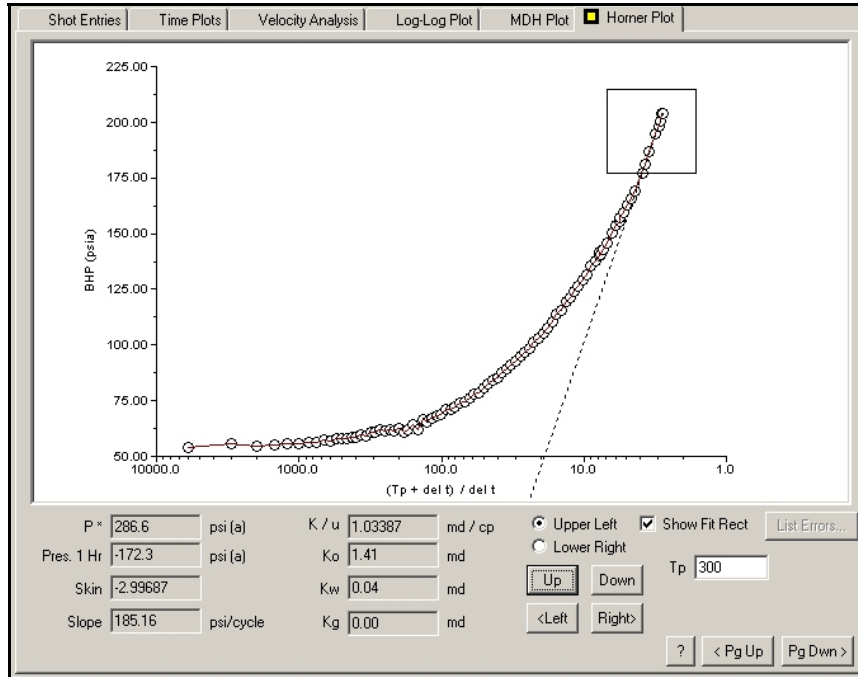 Shot Entries Time Plots Velocity Analysis Log-Log Plot MDH Plot Horner Plot
225.00
200.00
175.00
150.00
125.00
100.00
75.00
50.00
BHP (psia)
10000.0 1000.0 100.0 10.0 1.0
(Tp + del t) / del t
P * 286.6 psi (a) K / u 1.03387 md / cp Upper Left Show Fit Rect List Errors...
Pres. 1 Hr -172.3 psi (a) Ko 1.41 md Lower Right
Tp 300
Skin -2.99687 Kw 0.04 md Up Down
Slope 185.16 psi/cycle Kg 0.00 md <Left Right>
? < Pg Up Pg Dwn >